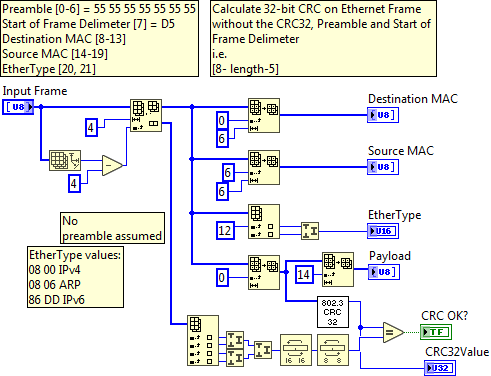 Preamble [0-6] = 55 55 55 55 55 55 55
Start of Frame Delimeter [7] = D5
Destination MAC [8-13]
Source MAC [14-19]
EtherType [20, 21]
Calculate 32-bit CRC on Ethernet Frame
without the CRC32, Preamble and Start of
Frame Delimeter
i.e.
[8- length-5]
Input Frame
U8
4
4
No
preamble assumed
EtherType values:
08 00 IPv4
08 06 ARP
86 DD IPv6
0
6
Destination MAC
U8
6
6
Source MAC
U8
12
EtherType
U16
0
14
Payload
U8
802.3
CRC
32
CRC OK?
TF
16 16
8 8
CRC32Value
U32